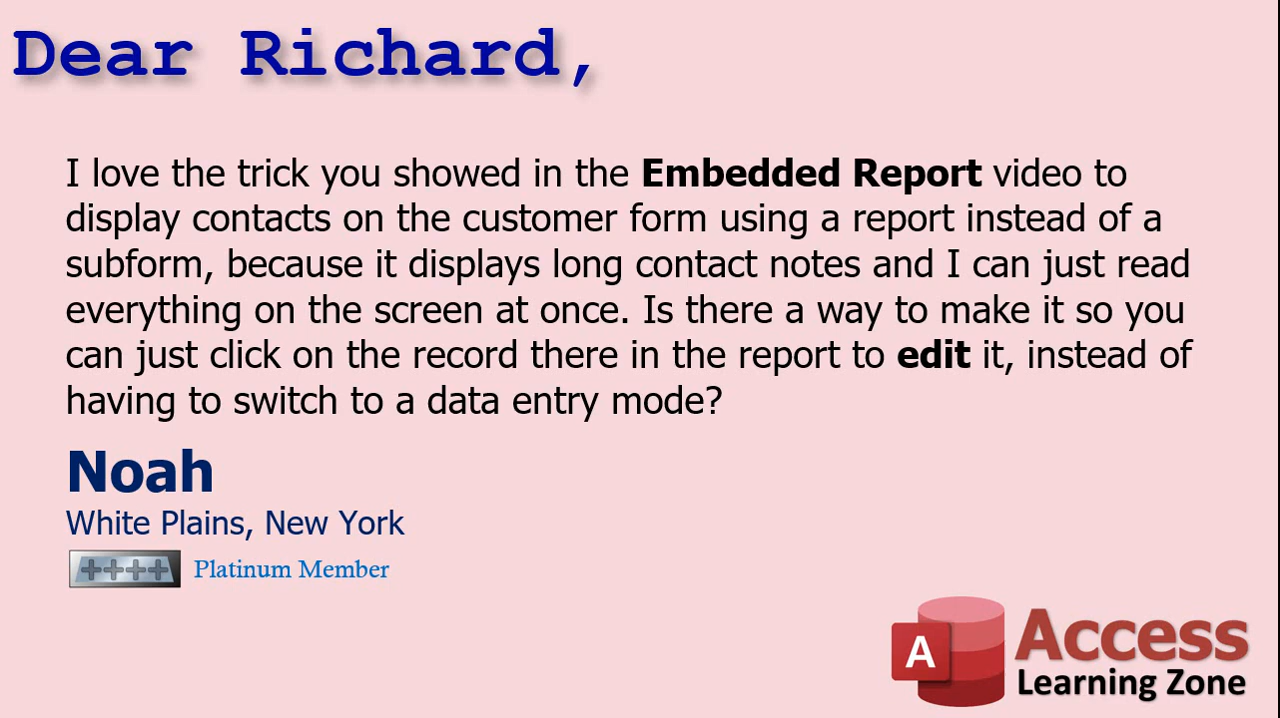 Dear Richard,
I love the trick you showed in the Embedded Report video to
display contacts on the customer form using a report instead of a
subform, because it displays long contact notes and I can just read
everything on the screen at once. Is there a way to make it so you
can just click on the record there in the report to edit it, instead of
having to switch to a data entry mode?
Noah
White Plains, New York
++++ Platinum Member
A Access
Learning Zone